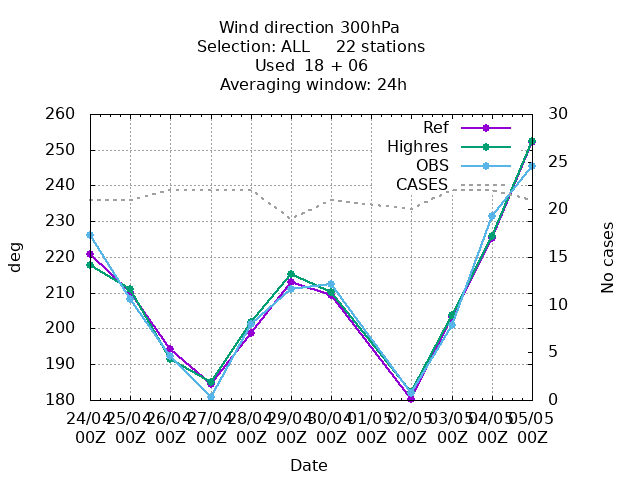 Wind direction 300hPa
Selection: ALL 22 stations
Used 18 + 06
Averaging window: 24h
260
250
240
230
220
210
200
190
180
deg
30
25
20
15
10
5
0
No cases
Ref
Highres
OBS
CASES
24/04 25/04 26/04 27/04 28/04 29/04 30/04 01/05 02/05 03/05 04/05 05/05
00Z 00Z 00Z 00Z 00Z 00Z 00Z 00Z 00Z 00Z 00Z 00Z
Date